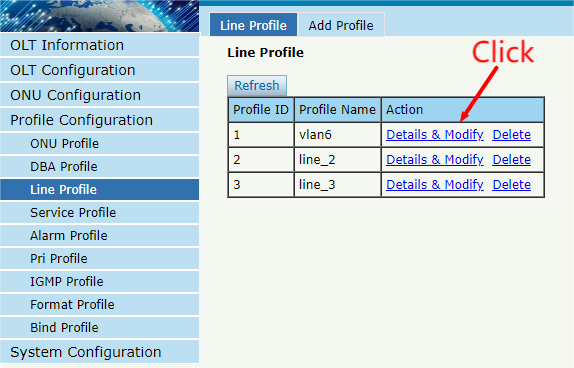 Line Profile Add Profile
OLT Information
OLT Configuration
ONU Configuration
Profile Configuration
ONU Profile
DBA Profile
Line Profile
Service Profile
Alarm Profile
Pri Profile
IGMP Profile
Format Profile
Bind Profile
System Configuration
Line Profile
Click
Refresh
Profile ID Profile Name Action
1 vlan6 Details & Modify Delete
2 line_2 Details & Modify Delete
3 line_3 Details & Modify Delete